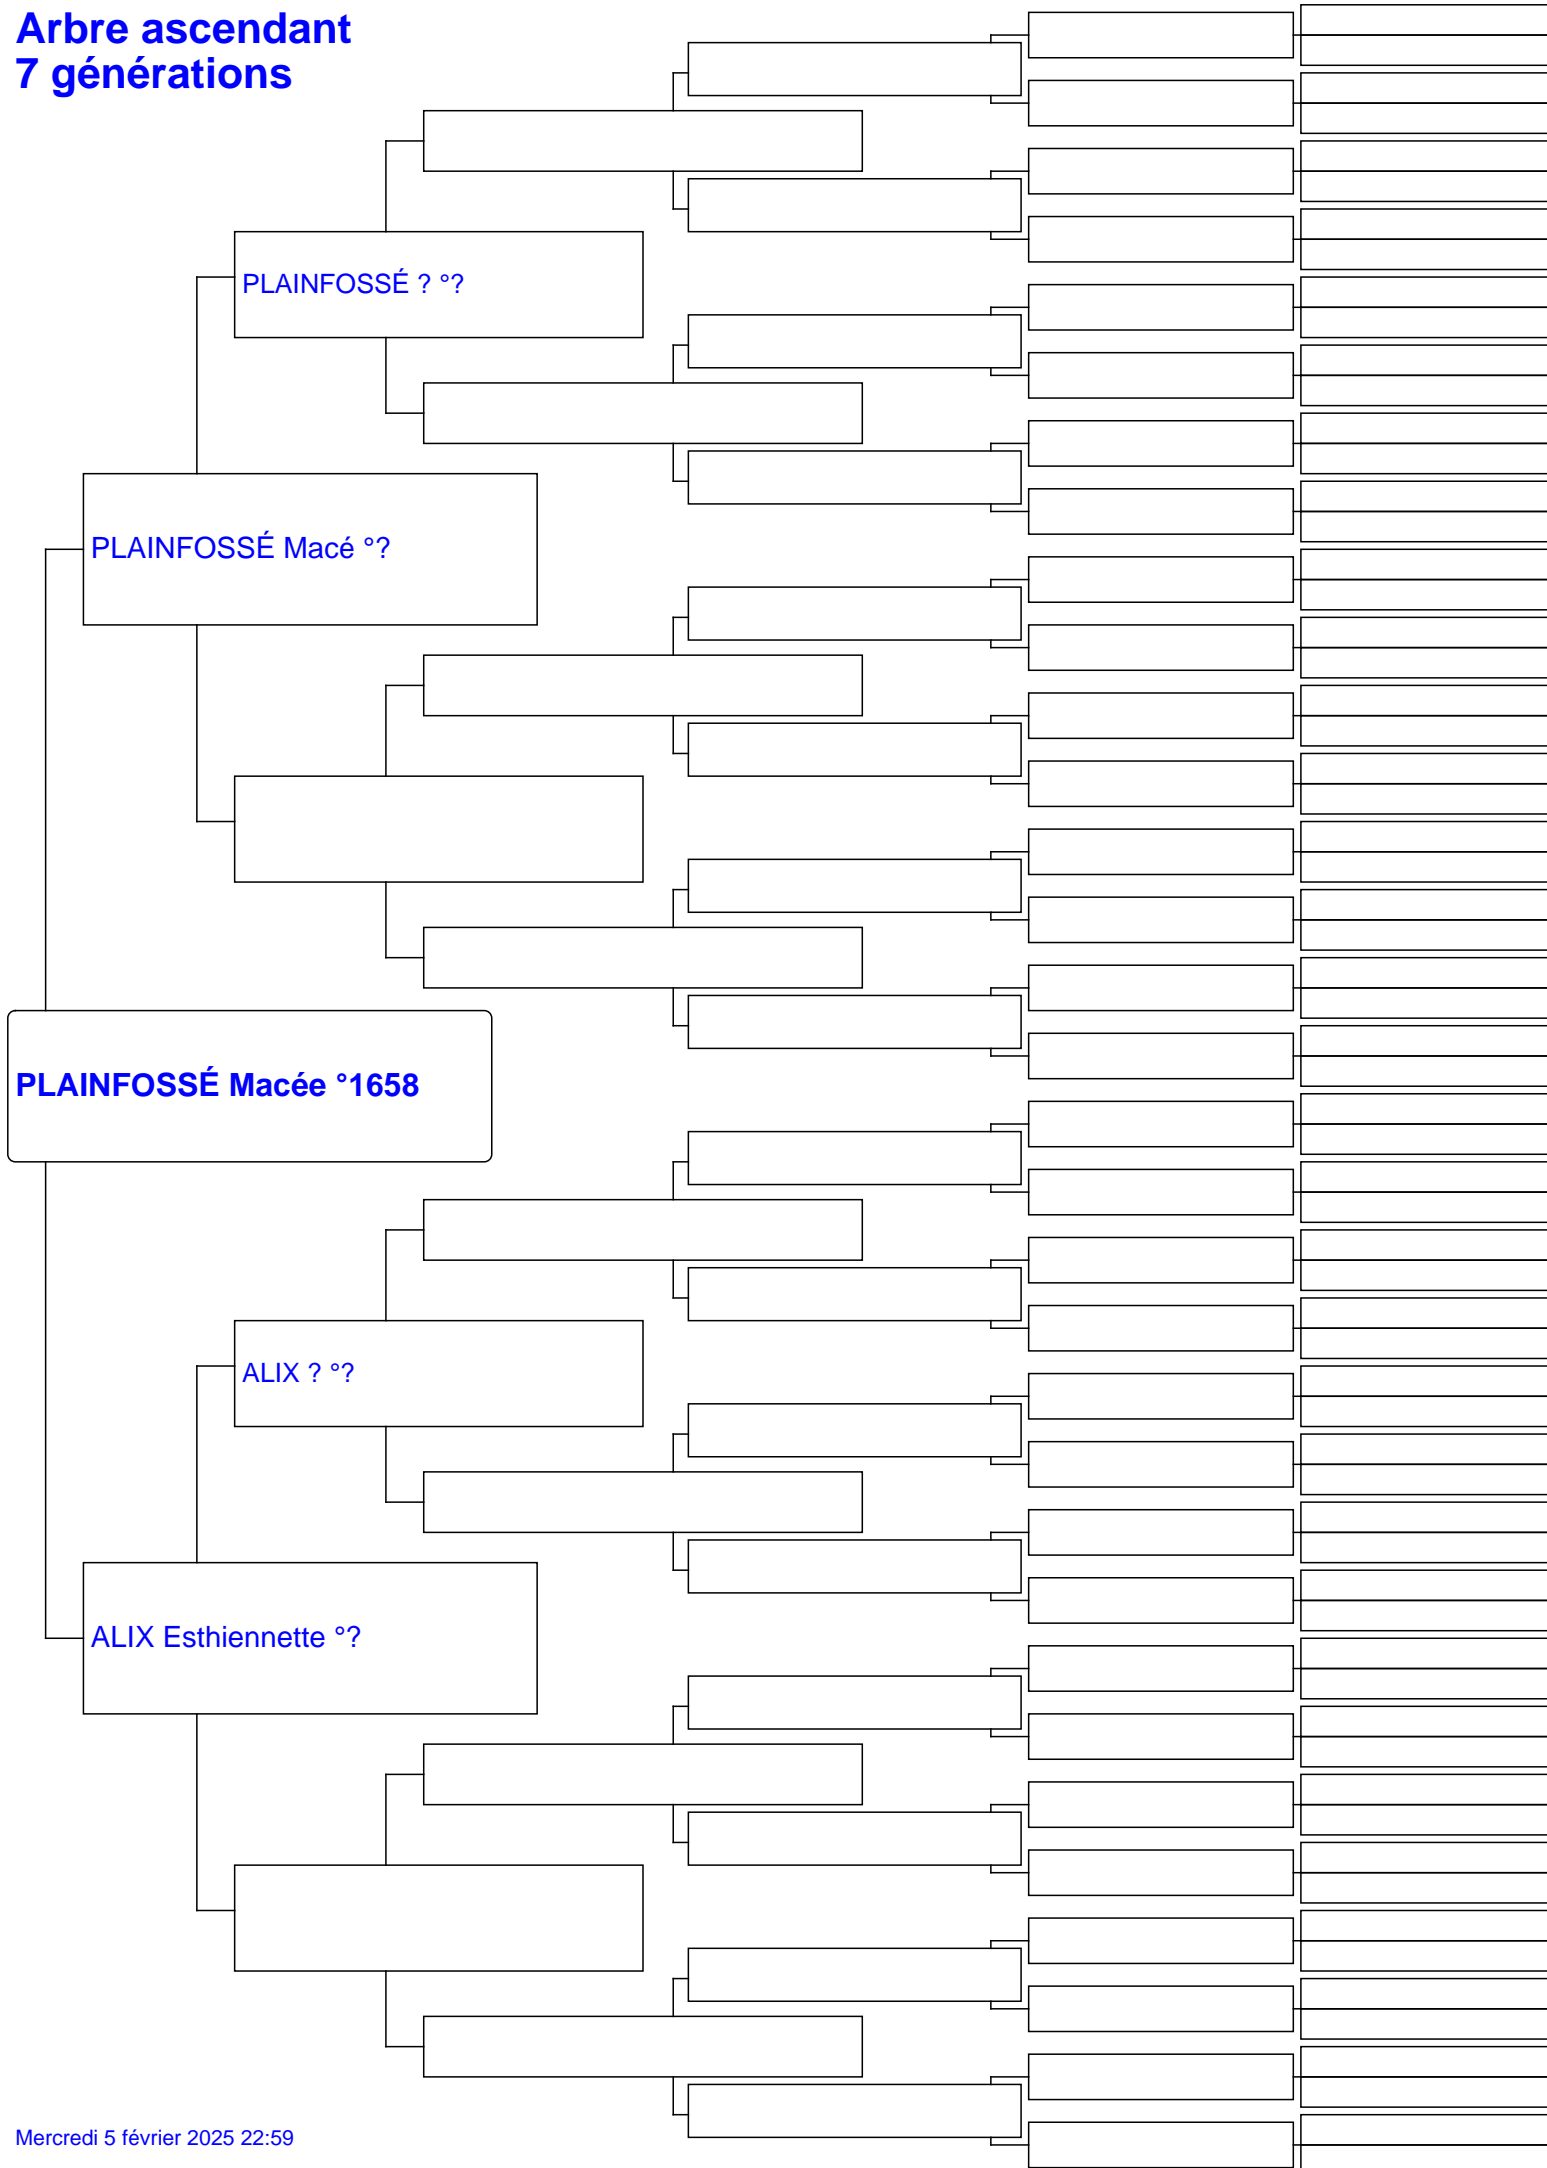 Arbre ascendant
7 générations
PLAINFOSSÉ ? °?
PLAINFOSSÉ Macé °?
PLAINFOSSÉ Macée °1658
ALIX ? °?
ALIX Esthiennette °?
Mercredi 5 février 2025 22:59